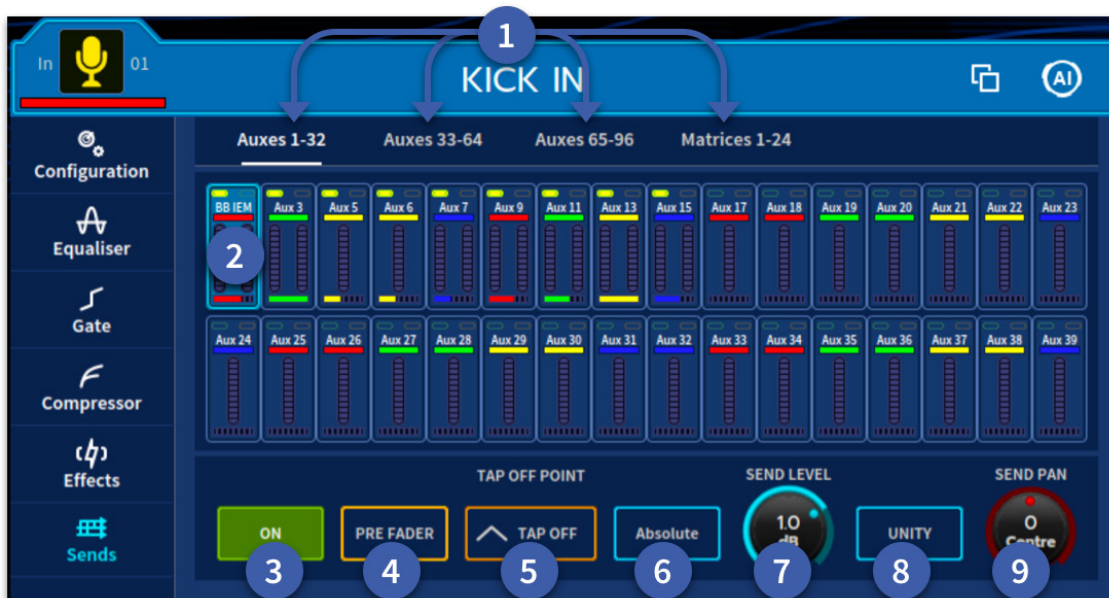 1
In 01
KICK IN
AI
Auxes 1-32 Auxes 33-64 Auxes 65-96 Matrices 1-24
Configuration
Equaliser
Gate
Compressor
Effects
Sends
BB IEM Aux 3 Aux 5 Aux 6 Aux 7 Aux 9 Aux 11 Aux 13 Aux 15 Aux 17 Aux 18 Aux 19 Aux 20 Aux 21 Aux 22 Aux 23
2
Aux 24 Aux 25 Aux 26 Aux 27 Aux 28 Aux 29 Aux 30 Aux 31 Aux 32 Aux 33 Aux 34 Aux 35 Aux 36 Aux 37 Aux 38 Aux 39
TAP OFF POINT SEND LEVEL SEND PAN
ON PRE FADER TAP OFF Absolute 1.0 dB UNITY 0 Centre
3 4 5 6 7 8 9